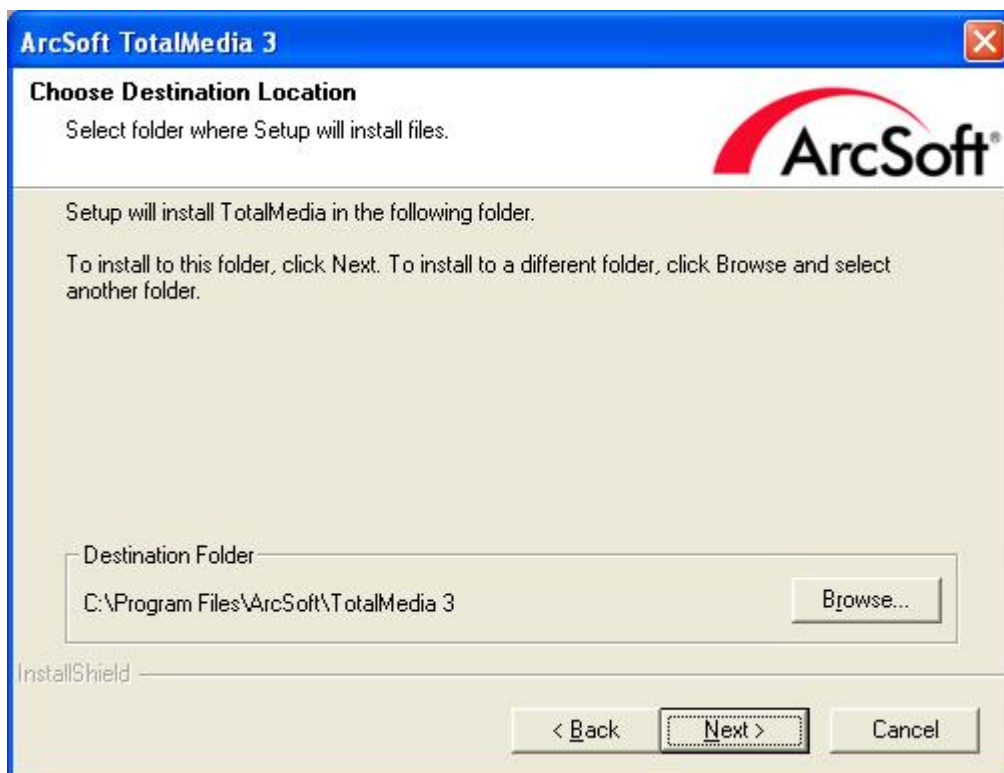 ArcSoft TotalMedia 3
Choose Destination Location
Select folder where Setup will install files.
ArcSoft®
Setup will install TotalMedia in the following folder.
To install to this folder, click Next. To install to a different folder, click Browse and select
another folder.
Destination Folder
C:\Program Files\ArcSoft\TotalMedia 3
Browse...
InstallShield
< Back
Next >
Cancel